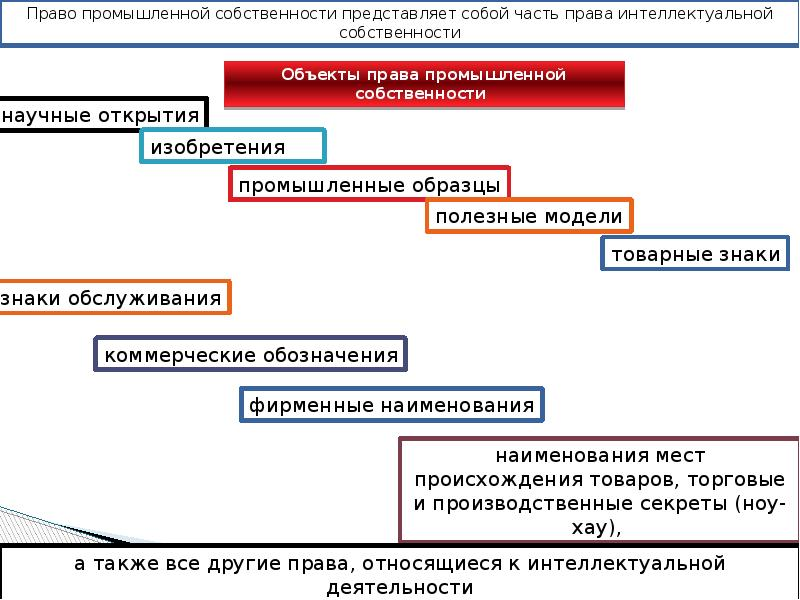 Право промышленной собственности представляет собой часть права интеллектуальной
собственности
Объекты права промышленной
собственности
научные открытия
изобретения
промышленные образцы
полезные модели
товарные знаки
знаки обслуживания
коммерческие обозначения
фирменные наименования
наименования мест
происхождения товаров, торговые
и производственные секреты (ноу-
хау),
а также все другие права, относящиеся к интеллектуальной
деятельности